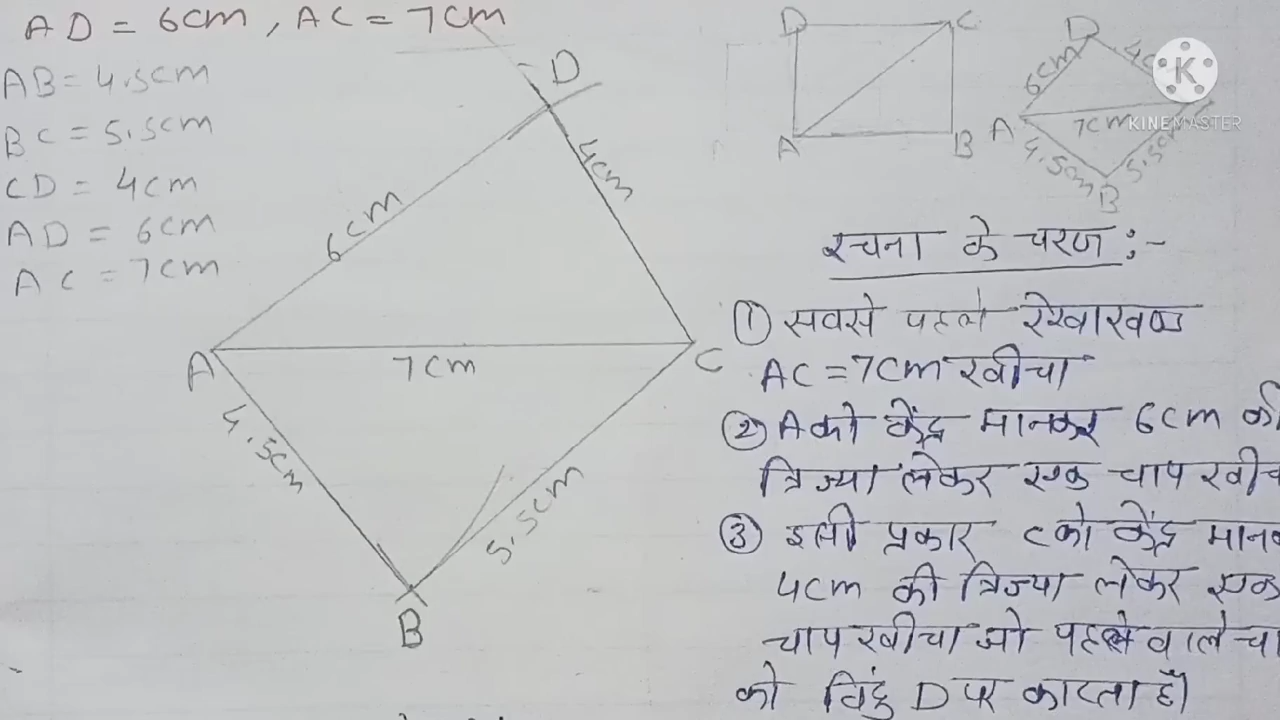 AD = 6cm, AC = 7cm
AB = 4.5cm
BC = 5.5cm
CD = 4cm
AD = 6cm
AC = 7cm
D
6cm
4cm
A
7cm
C
4.5cm
5.5cm
B
D
C
A
B
D
6cm
A
7cm
4.5cm
B
K
KINEMASTER
रचना के चरण :-
① सबसे पहले रेखाखण्ड
AC = 7cm खींचा
② A को केंद्र मानकर 6cm की
त्रिज्या लेकर एक चाप
③ इसी प्रकार C को केंद्र
4cm की त्रिज्या लेकर एक
चाप खींचा जो पहले वाले
को बिंदु D पर काटता है।